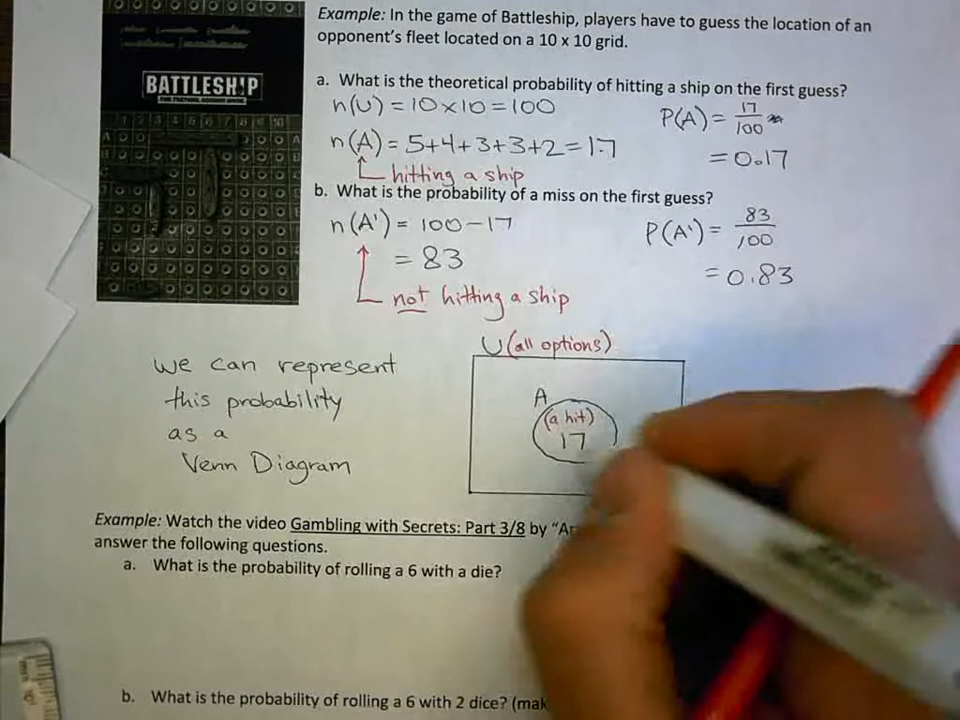 Example: In the game of Battleship, players have to guess the location of an
opponent's fleet located on a 10 x 10 grid.
BATTLESHIP
a. What is the theoretical probability of hitting a ship on the first guess?
n(U) = 10 × 10 = 100
P(A) = 17/100
n(A) = 5+4+3+3+2 = 17
= 0.17
hitting a ship
b. What is the probability of a miss on the first guess?
n(A') = 100 - 17
P(A') = 83/100
= 83
= 0.83
not hitting a ship
U (all options)
we can represent
this probability
as a
Venn Diagram
A
(a hit)
17
Example: Watch the video Gambling with Secrets: Part 3/8 by "Ar
answer the following questions.
a. What is the probability of rolling a 6 with a die?
b. What is the probability of rolling a 6 with 2 dice? (mak